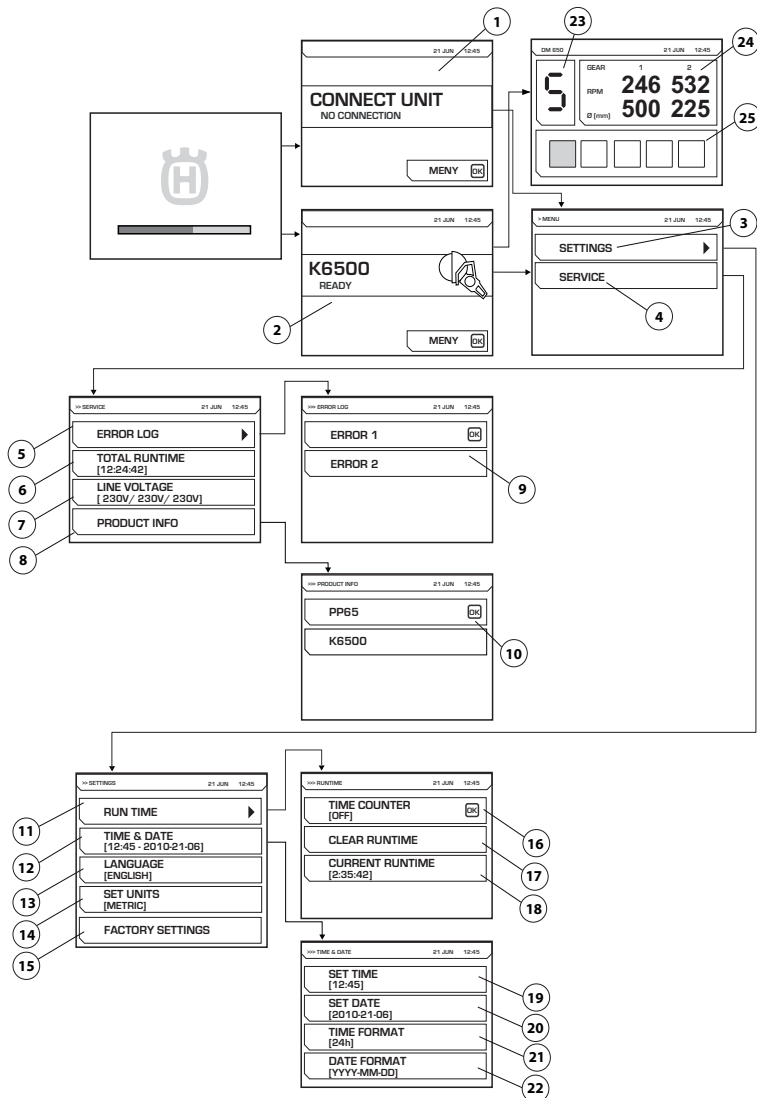 1
21 JUN 12:45
CONNECT UNIT
NO CONNECTION
MENY OK
23
24
DM 650 21 JUN 12:45
5
GEAR 1 2
RPM 246 532
Ø [mm] 500 225
25
H
21 JUN 12:45
K6500
READY
MENY OK
2
> MENU 21 JUN 12:45
SETTINGS
SERVICE
3
4
>> SERVICE 21 JUN 12:45
ERROR LOG
TOTAL RUNTIME
[12:24:42]
LINE VOLTAGE
[ 230V/ 230V/ 230V]
PRODUCT INFO
5
6
7
8
>>> ERROR LOG 21 JUN 12:45
ERROR 1 OK
ERROR 2
9
>>> PRODUCT INFO 21 JUN 12:45
PP65 OK
K6500
10
>> SETTINGS 21 JUN 12:45
RUN TIME
TIME & DATE
[12:45 - 2010-21-06]
LANGUAGE
[ENGLISH]
SET UNITS
[METRIC]
FACTORY SETTINGS
11
12
13
14
15
>>> RUNTIME 21 JUN 12:45
TIME COUNTER OK
[OFF]
CLEAR RUNTIME
CURRENT RUNTIME
[2:35:42]
16
17
18
>>> TIME & DATE 21 JUN 12:45
SET TIME
[12:45]
SET DATE
[2010-21-06]
TIME FORMAT
[24h]
DATE FORMAT
[YYYY-MM-DD]
19
20
21
22